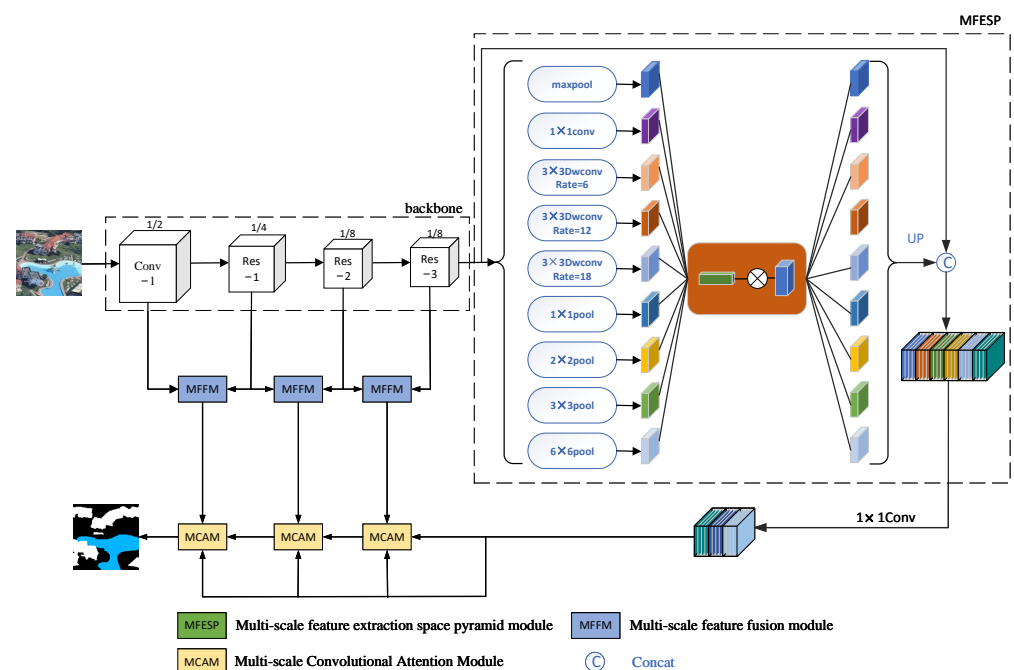 MFESP
backbone
1/2
1/4
1/8
1/8
Conv
−1
Res
−1
Res
−2
Res
−3
maxpool
1×1conv
3×3Dwconv
Rate=6
3×3Dwconv
Rate=12
3×3Dwconv
Rate=18
1×1pool
2×2pool
3×3pool
6×6pool
UP
C
MFFM
MFFM
MFFM
1×1Conv
MCAM
MCAM
MCAM
MFESP Multi-scale feature extraction space pyramid module
MFFM Multi-scale feature fusion module
MCAM Multi-scale Convolutional Attention Module
C Concat